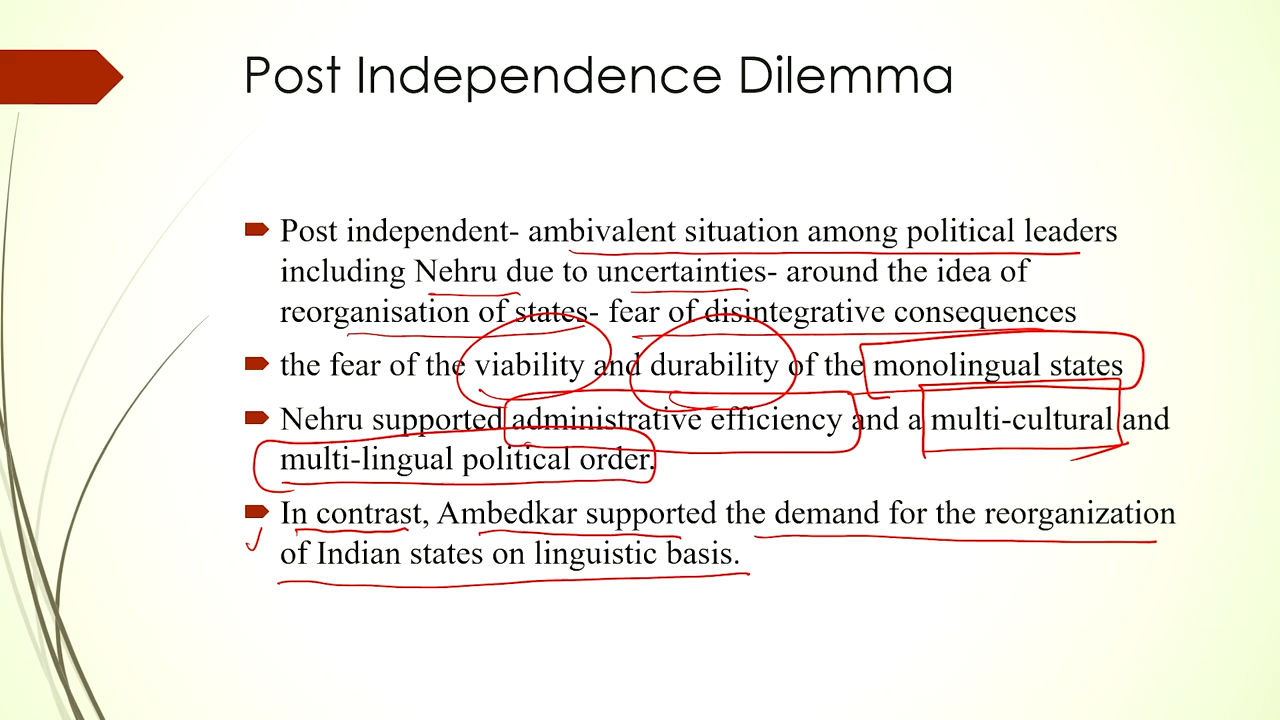 Post Independence Dilemma
Post independent- ambivalent situation among political leaders
including Nehru due to uncertainties- around the idea of
reorganisation of states- fear of disintegrative consequences
the fear of the viability and durability of the monolingual states
Nehru supported administrative efficiency and a multi-cultural and
multi-lingual political order.
In contrast, Ambedkar supported the demand for the reorganization
of Indian states on linguistic basis.